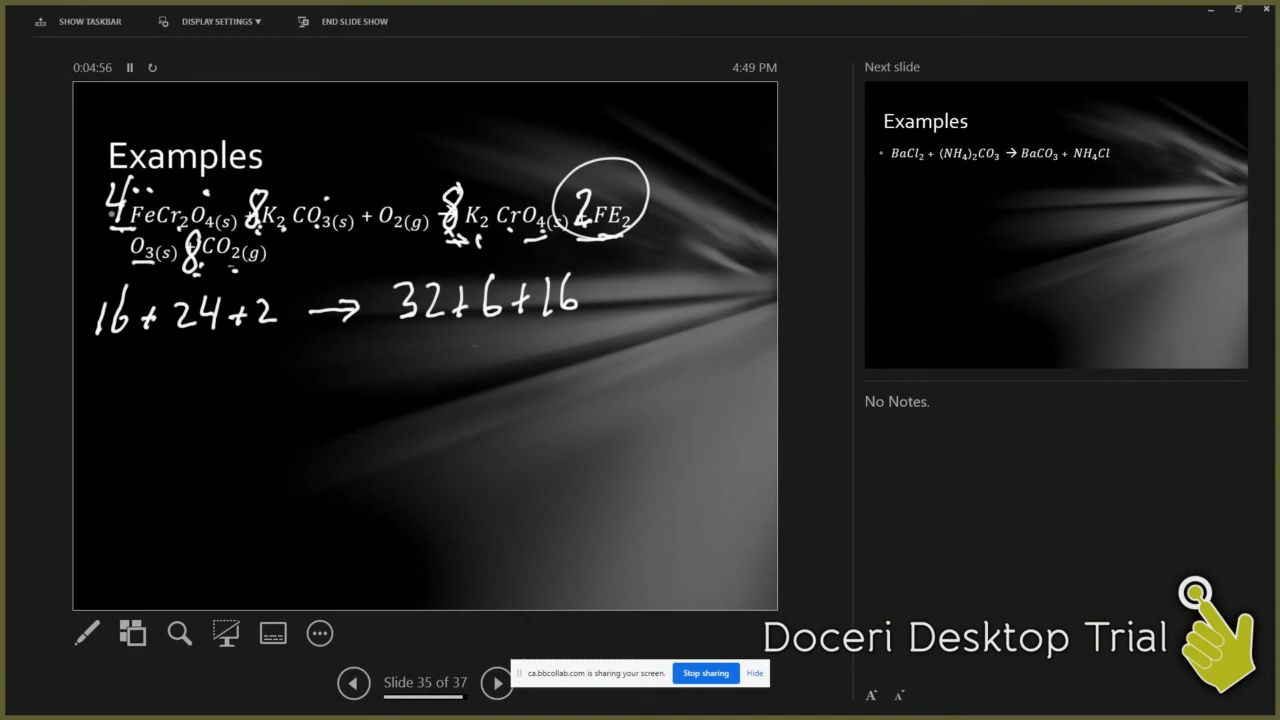 SHOW TASKBAR
DISPLAY SETTINGS ▼
END SLIDE SHOW
0:04:56
4:49 PM
Next slide
Examples
4 FeCr₂O₄(s) + 8 K₂ CO₃(s) + O₂(g) → 8 K₂ CrO₄(s) + 2 FE₂
O₃(s) + 8 CO₂(g)
16 + 24 + 2 → 32 + 6 + 16
Examples
• BaCl₂ + (NH₄)₂CO₃ → BaCO₃ + NH₄Cl
No Notes.
Doceri Desktop Trial
ca.bbcollab.com is sharing your screen.
Stop sharing
Hide
Slide 35 of 37
A A